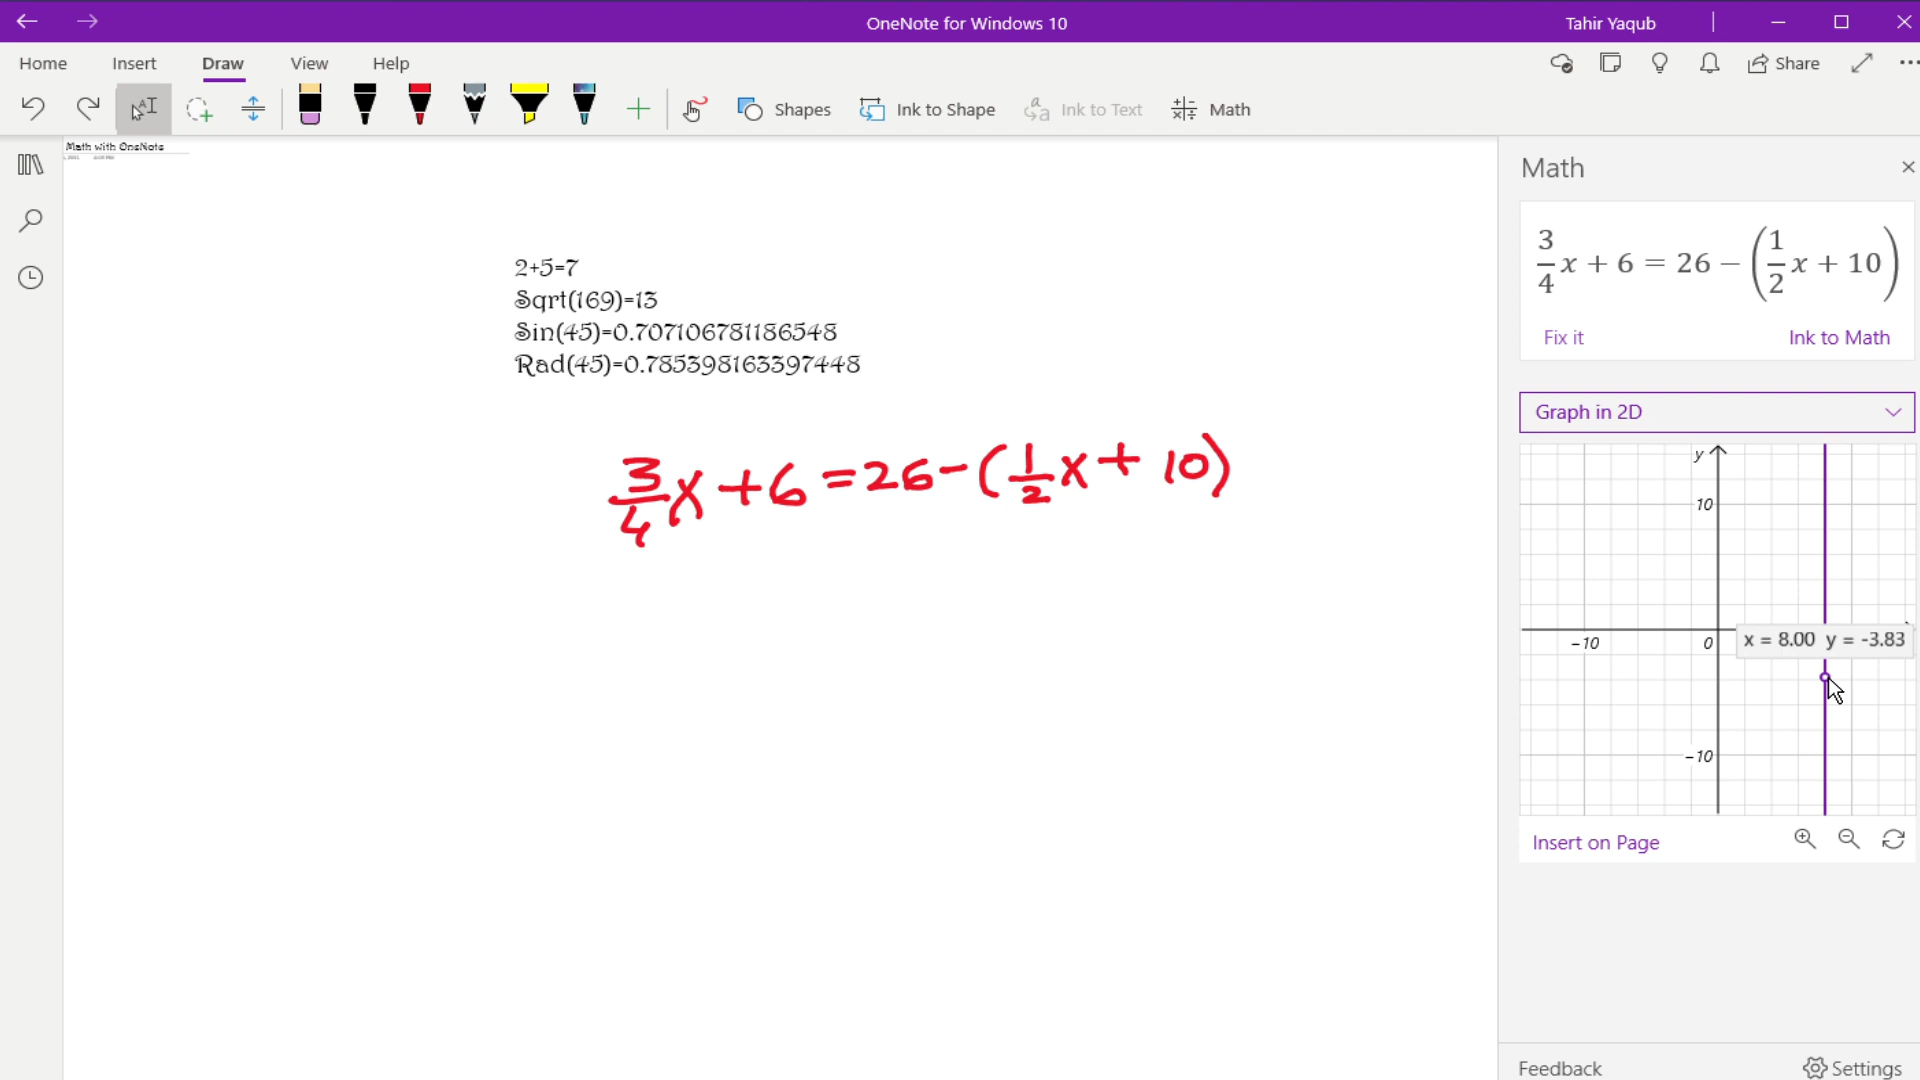 OneNote for Windows 10
Tahir Yaqub
Home Insert Draw View Help
Share
Shapes Ink to Shape Ink to Text Math
Math with OneNote
2+5=7
Sqrt(169)=13
Sin(45)=0.707106781186548
Rad(45)=0.785398163397448
3/4 x + 6 = 26 - (1/2 x + 10)
Math
3/4 x + 6 = 26 − (1/2 x + 10)
Fix it Ink to Math
Graph in 2D
y
10
-10 0
x = 8.00 y = -3.83
-10
Insert on Page
Feedback Settings